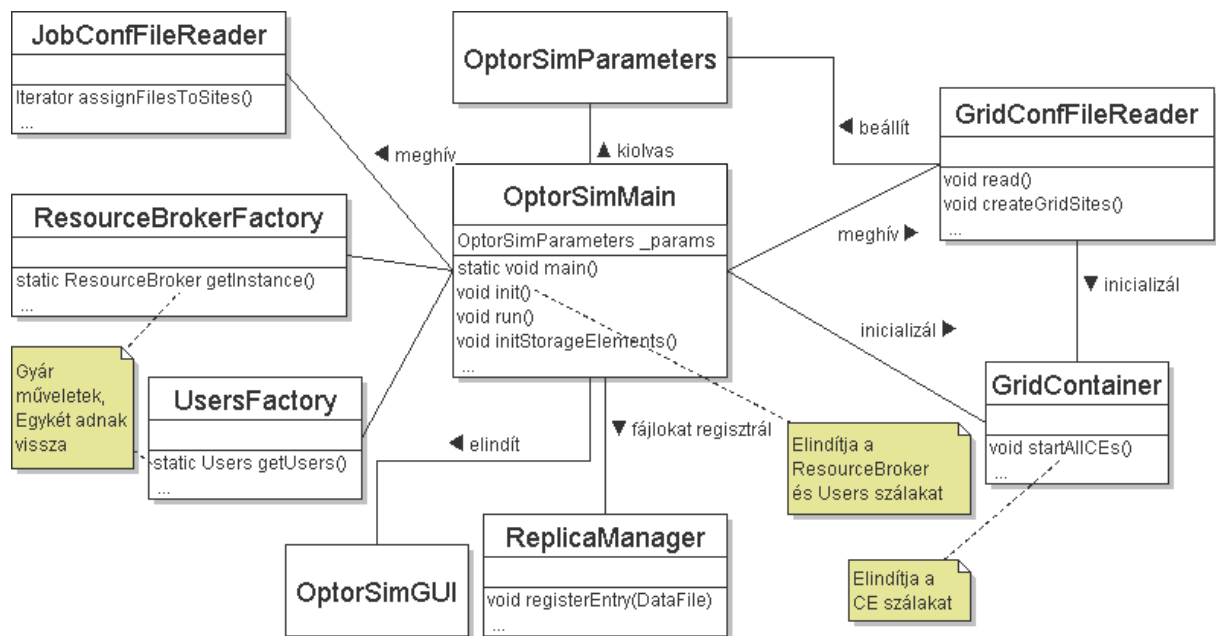 JobConfFileReader
Iterator assignFilesToSites()
...
OptorSimParameters
GridConfFileReader
void read()
void createGridSites()
...
◀ beállít
◀ meghív
▲ kiolvas
OptorSimMain
OptorSimParameters _params
static void main()
void init()
void run()
void initStorageElements()
...
ResourceBrokerFactory
static ResourceBroker getInstance()
...
meghív ▶
▼ inicializál
inicializál ▶
Gyár
műveletek,
Egykét adnak
vissza
UsersFactory
static Users getUsers()
...
GridContainer
void startAllCEs()
...
◀ elindít
▼ fájlokat regisztrál
Elindítja a
ResourceBroker
és Users szálakat
OptorSimGUI
ReplicaManager
void registerEntry(DataFile)
...
Elindítja a
CE szálakat